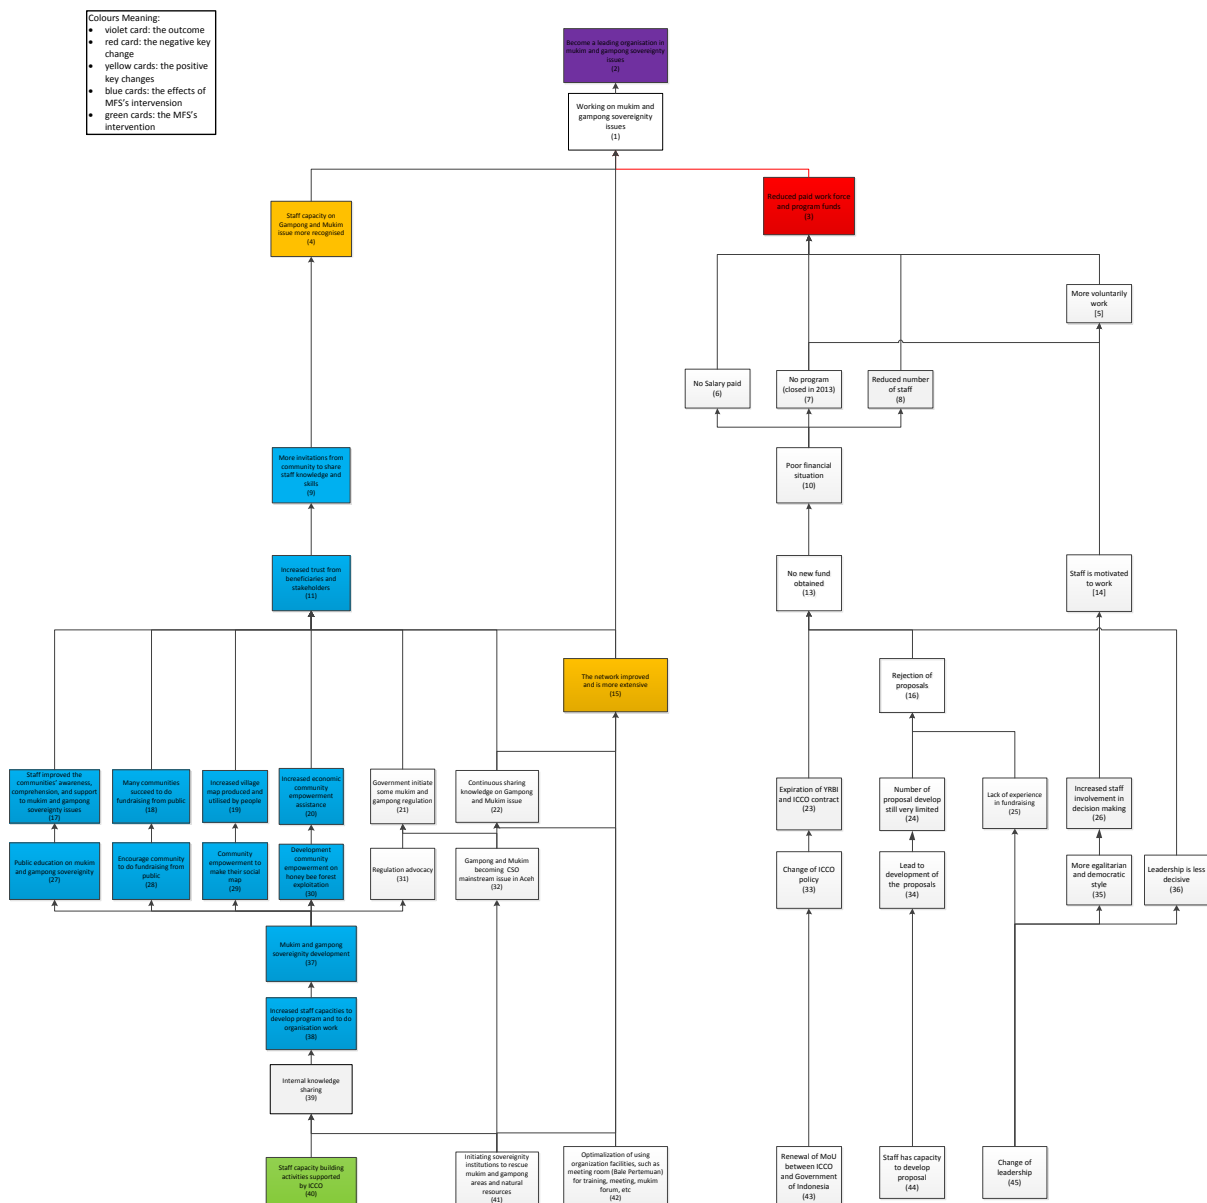 Colours Meaning:
• violet card: the outcome
• red card: the negative key
change
• yellow cards: the positive
key changes
• blue cards: the effects of
MFS's intervension
• green cards: the MFS's
intervention
Become a leading organisation in
mukim and gampong sovereignty
issues
(2)
Working on mukim and
gampong sovereignity
issues
(1)
Reduced paid work force
and program funds
(3)
Staff capacity on
Gampong and Mukim
issue more recognised
(4)
More voluntarily
work
(5)
No Salary paid
(6)
No program
(closed in 2013)
(7)
Reduced number
of staff
(8)
More invitations from
community to share
staff knowledge and
skills
(9)
Poor financial
situation
(10)
Increased trust from
beneficiaries and
stakeholders
(11)
No new fund
obtained
(13)
Staff is motivated
to work
[14]
The network improved
and is more extensive
(15)
Rejection of
proposals
(16)
Staff improved the
communities' awareness,
comprehension, and support
to mukim and gampong
sovereignty issues
(17)
Many communities
succeed to do
fundraising from
public
(18)
Increased village
map produced and
utilised by people
(19)
Increased economic
community
empowerment
assistance
(20)
Government initiate
some mukim and
gampong regulation
(21)
Continuous sharing
knowledge on Gampong
and Mukim issue
(22)
Expiration of YRBI
and ICCO contract
(23)
Number of
proposal develop
still very limited
(24)
Lack of experience
in fundraising
(25)
Increased staff
involvement in
decision making
(26)
Public education on mukim
and gampong sovereignity
(27)
Encourage community
to do fundraising from
public
(28)
Community
empowerment to
make their social
map
(29)
Development
community
empowerment on
honey bee forest
exploitation
(30)
Regulation advocacy
(31)
Gampong and Mukim
becoming CSO
mainstream issue in Aceh
(32)
Change of ICCO
policy
(33)
Lead to
development of
the proposals
(34)
More egalitarian
and democratic
style
(35)
Leadership is less
decisive
(36)
Mukim and gampong
sovereignity development
(37)
Increased staff capacities to
develop program and to do
organisation work
(38)
Internal knowledge
sharing
(39)
Staff capacity building
activities supported
by ICCO
(40)
Initiating sovereignity
institutions to rescue
mukim and gampong
areas and natural
resources
(41)
Optimalization of using
organization facilities, such as
meeting room (Bale Pertemuan)
for training, meeting, mukim
forum, etc
(42)
Renewal of MoU
between ICCO and
Government of
Indonesia
(43)
Staff has capacity
to develop
proposal
(44)
Change of
leadership
(45)